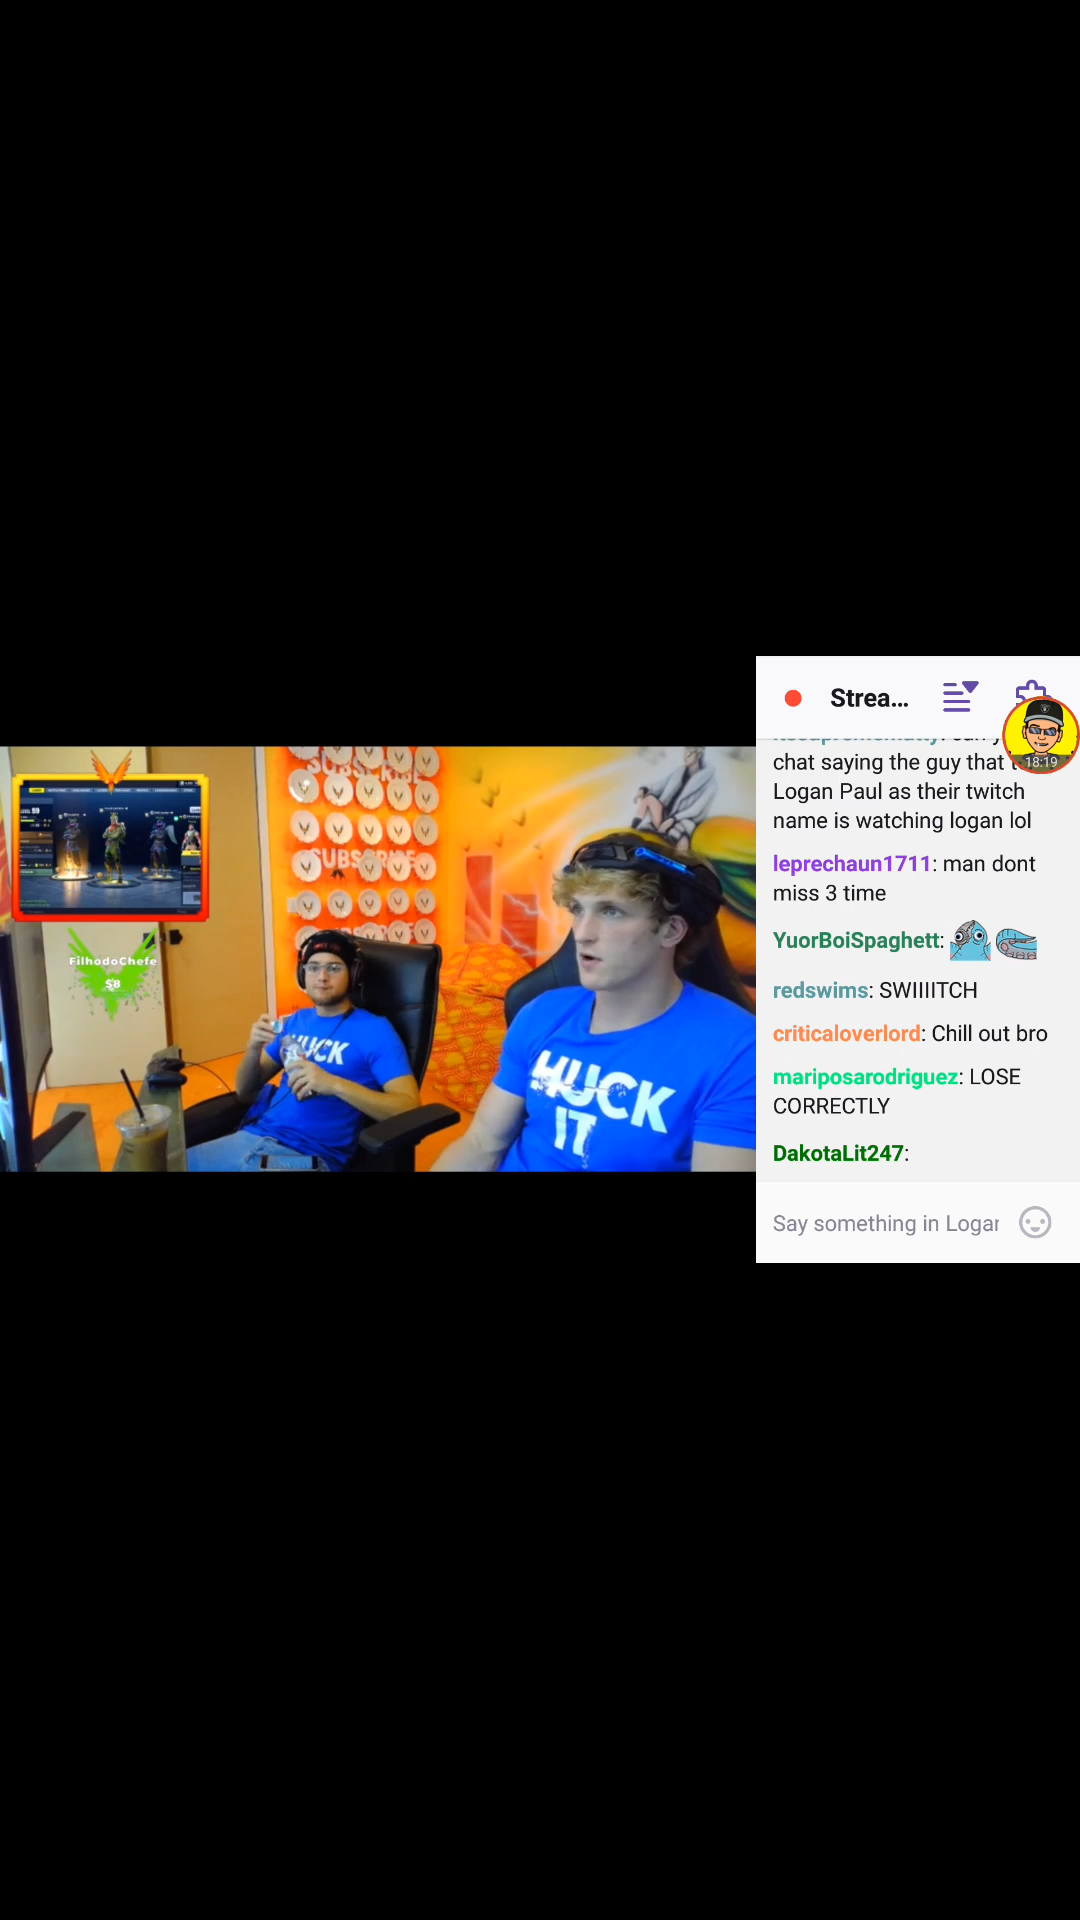 SUBSCRIBE
SUBSCRIBE
FilhodoChefe
$8
HUCK
HUCK
IT
Strea...
18:19
chat saying the guy that
Logan Paul as their twitch
name is watching logan lol
leprechaun1711: man dont
miss 3 time
YuorBoiSpaghett:
redswims: SWIIIITCH
criticaloverlord: Chill out bro
mariposarodriguez: LOSE
CORRECTLY
DakotaLit247:
Say something in Logan